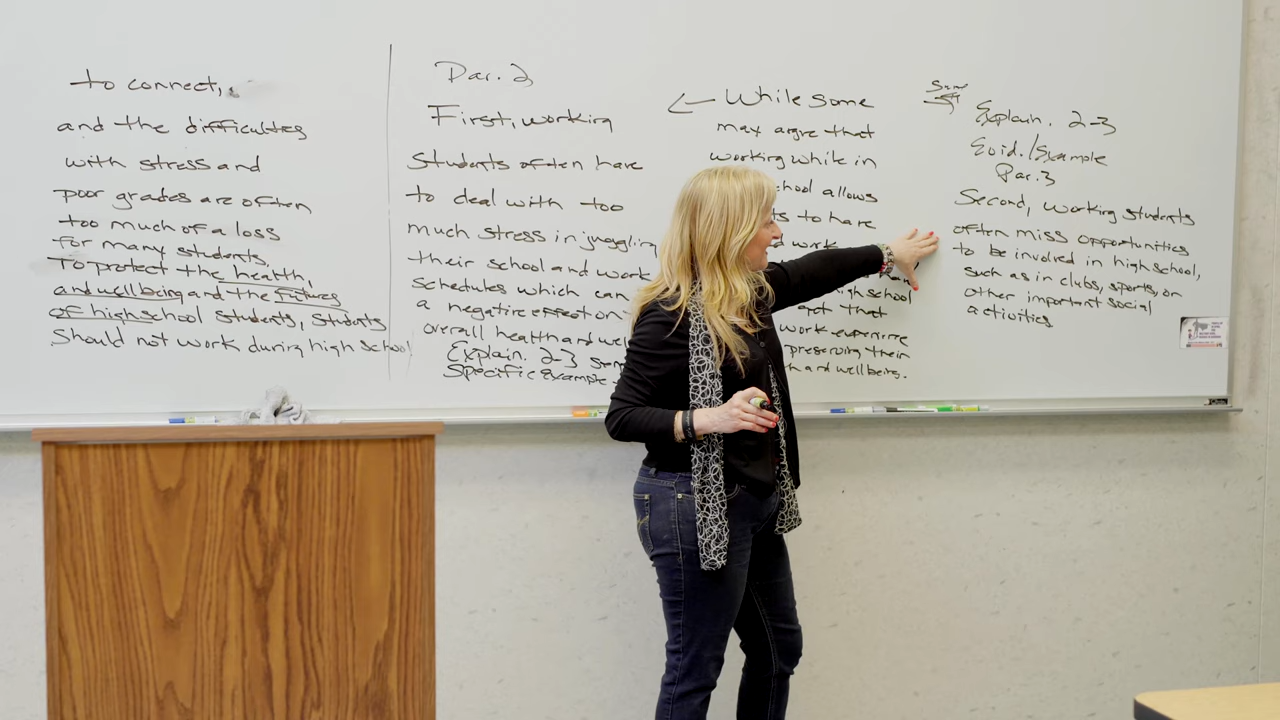 to connect,
and the difficulties
with stress and
poor grades are often
too much of a loss
for many students.
To protect the health,
and wellbeing and the futures
of high school students, students
should not work during high school
Par. 2
First, working
students often have
to deal with too
much stress in juggling
their school and work
schedules which can
a negative effect on
overall health and
Explain. 2-3
Specific example
While some
may argue that
working while in
allows
to have
work
high school
that
work experience
preserving their
and wellbeing.
Explain. 2-3
Evid./Example
Par. 3
Second, working students
often miss opportunities
to be involved in high school,
such as in clubs, sports, or
other important social
activities